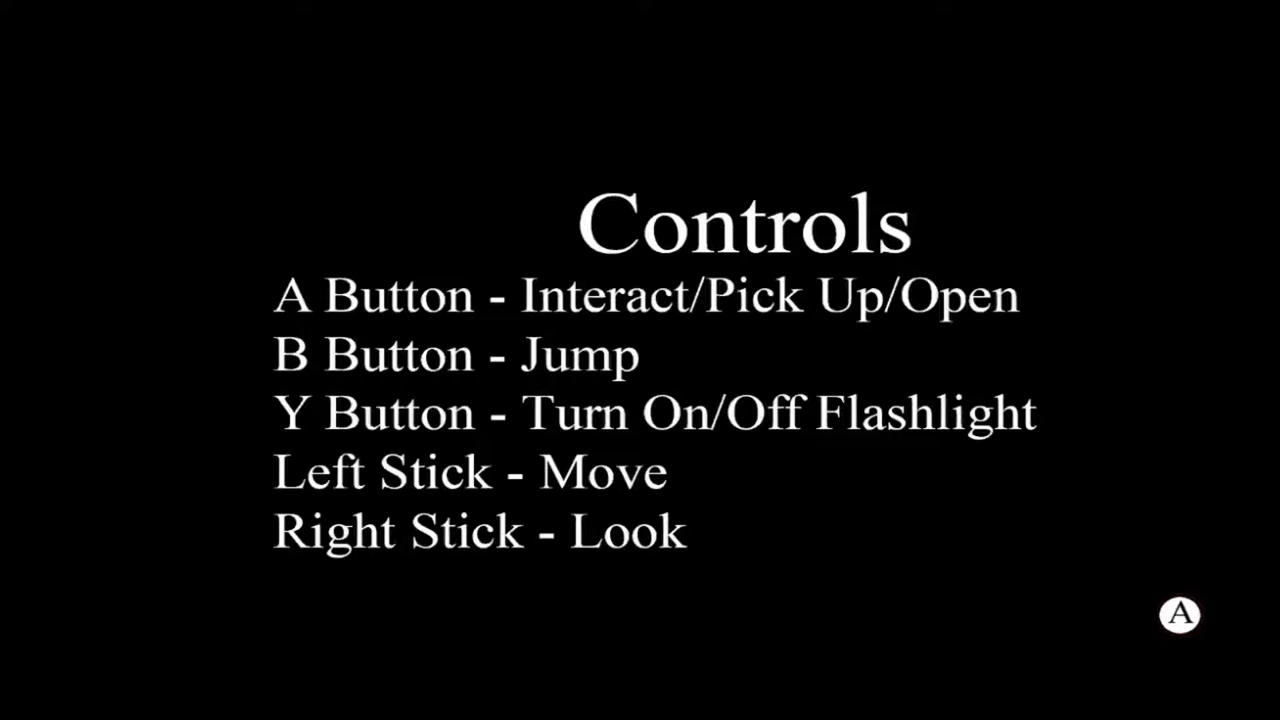 Controls
A Button - Interact/Pick Up/Open
B Button - Jump
Y Button - Turn On/Off Flashlight
Left Stick - Move
Right Stick - Look
A